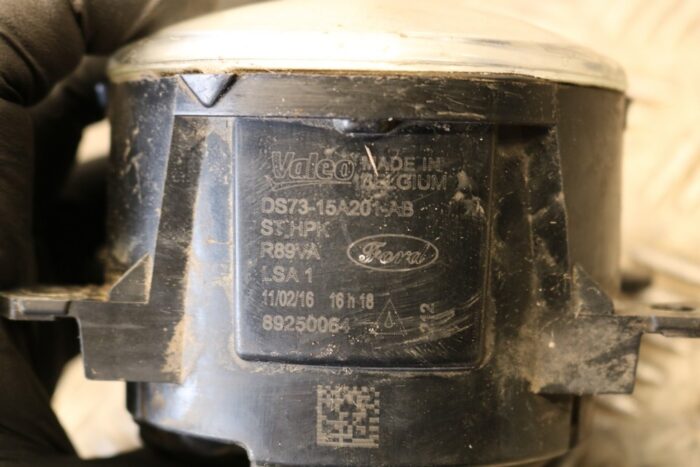 Valeo MADE IN
BELGIUM
DS73-15A201-AB
ST HPK
R89VA
Ford
LSA 1
11/02/16 16 h 18
89250064